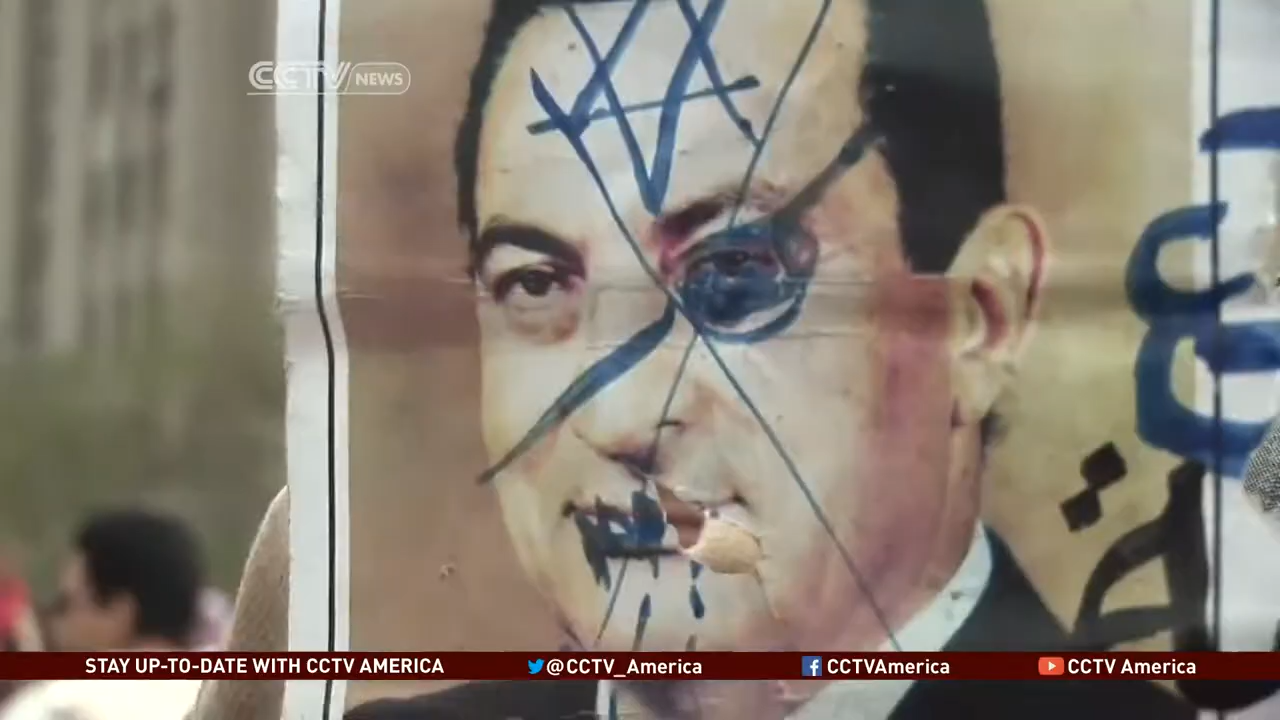 CCTV NEWS
STAY UP-TO-DATE WITH CCTV AMERICA
@CCTV_America
CCTVAmerica
CCTV America